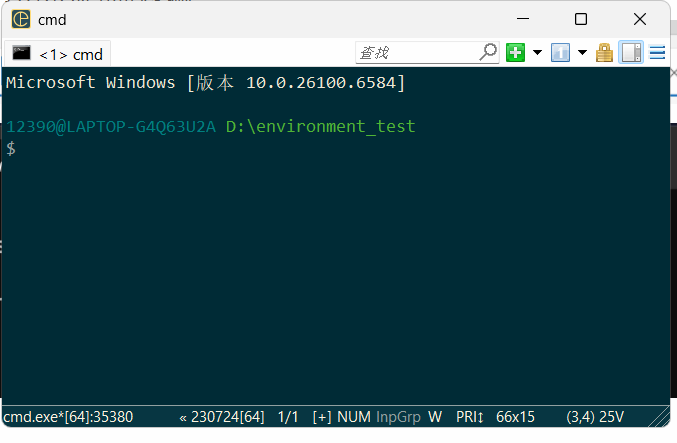 cmd
<1> cmd
查找
Microsoft Windows [版本 10.0.26100.6584]
12390@LAPTOP-G4Q63U2A D:\environment_test
$
cmd.exe*[64]:35380 « 230724[64] 1/1 [+] NUM InpGrp W PRI↕ 66x15 (3,4) 25V